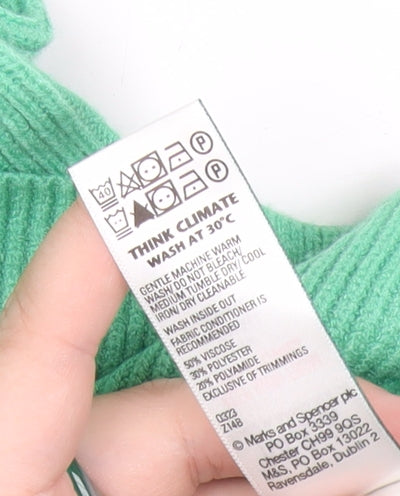 40 P
P
THINK CLIMATE
WASH AT 30°C
GENTLE MACHINE WARM
WASH/ DO NOT BLEACH/
MEDIUM TUMBLE DRY/ COOL
IRON/ DRY CLEANABLE
WASH INSIDE OUT
FABRIC CONDITIONER IS
RECOMMENDED
50% VISCOSE
30% POLYESTER
20% POLYAMIDE
EXCLUSIVE OF TRIMMINGS
0323
Z14B
© Marks and Spencer plc
PO Box 3339
Chester CH99 9QS
M&S, PO Box 13022
Ravensdale, Dublin 2